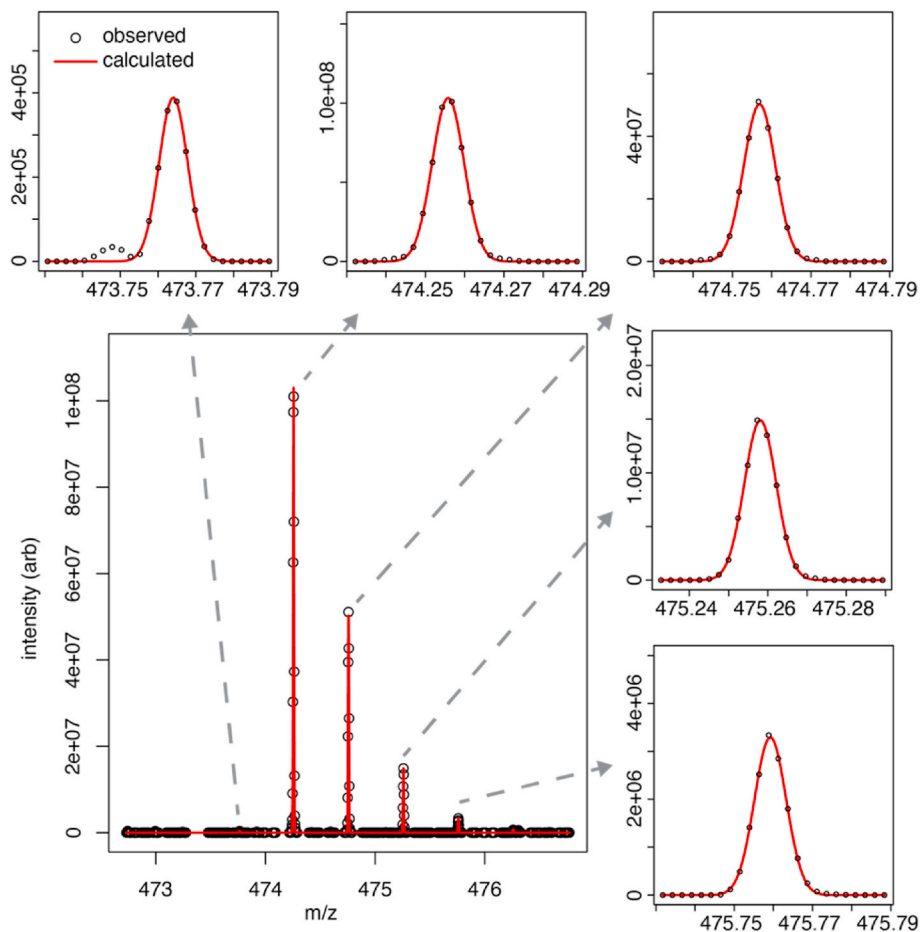 observed
calculated
0
2e+05
4e+05
473.75
473.77
473.79
0
1.0e+08
474.25
474.27
474.29
0
4e+07
474.75
474.77
474.79
intensity (arb)
0
2e+07
4e+07
6e+07
8e+07
1e+08
473
474
475
476
m/z
0
1.0e+07
2.0e+07
475.24
475.26
475.28
0
2e+06
4e+06
475.75
475.77
475.79